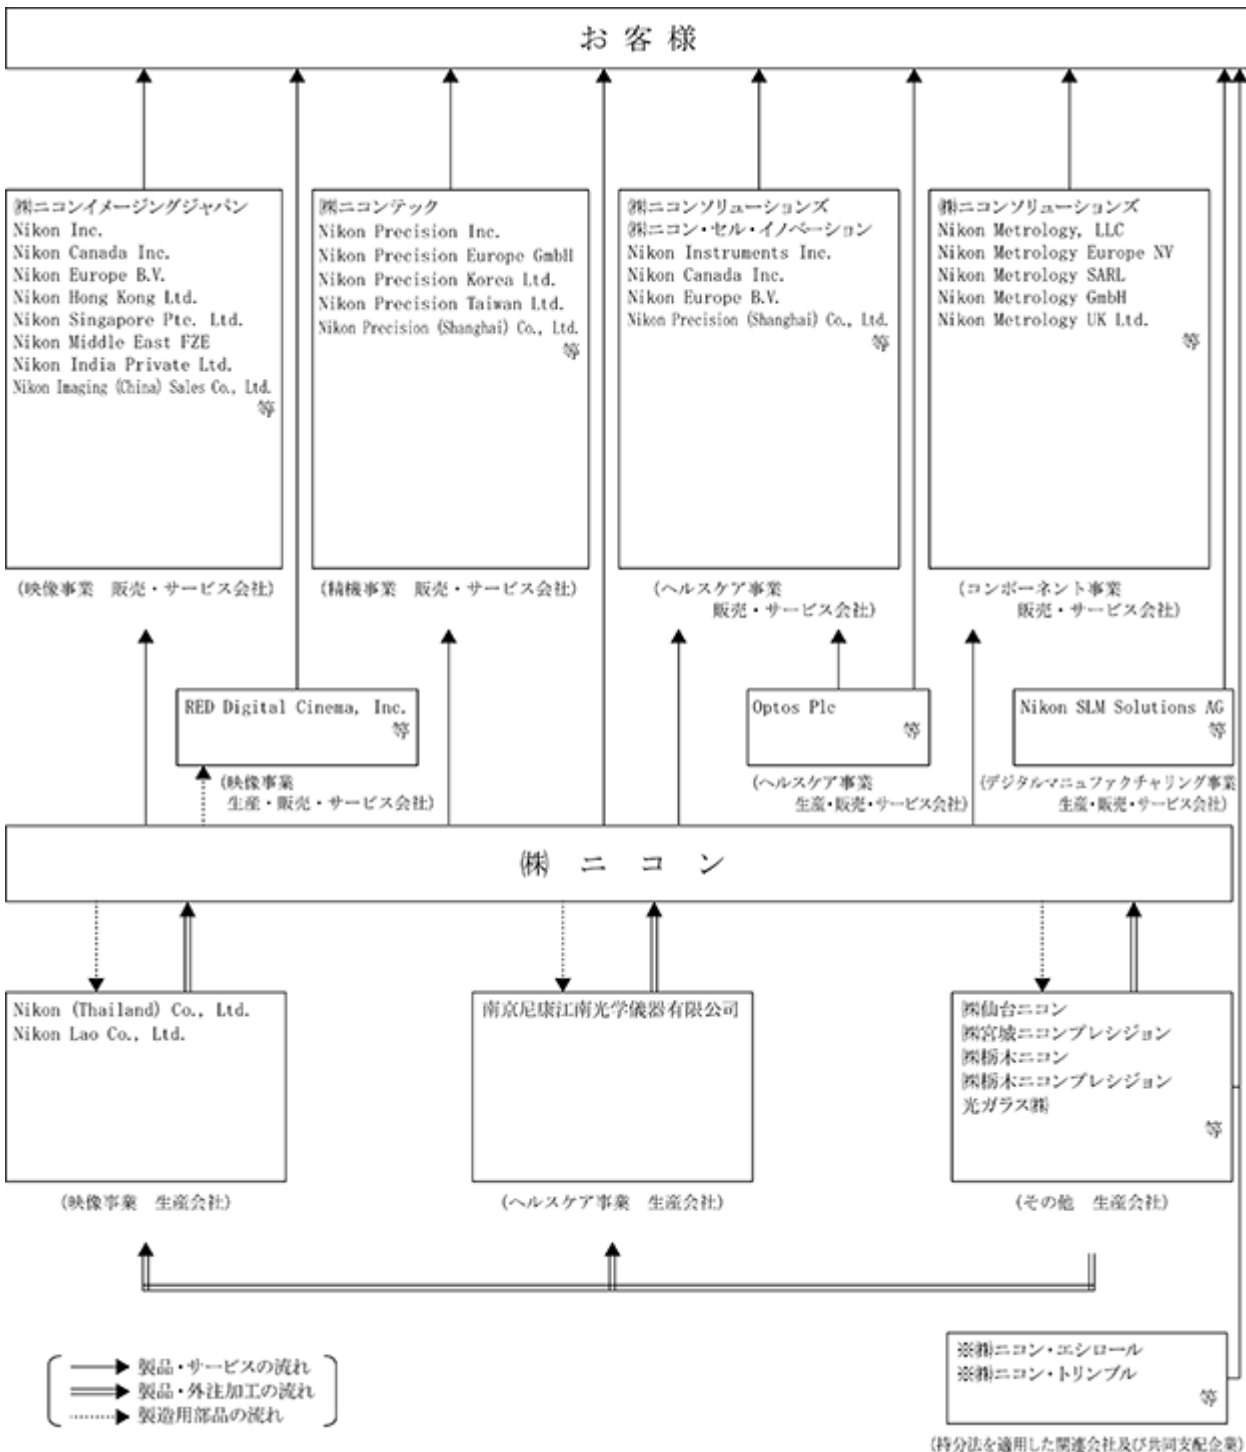 お 客 様
㈱ニコンイメージングジャパン
Nikon Inc.
Nikon Canada Inc.
Nikon Europe B.V.
Nikon Hong Kong Ltd.
Nikon Singapore Pte. Ltd.
Nikon Middle East FZE
Nikon India Private Ltd.
Nikon Imaging (China) Sales Co., Ltd.
等
(映像事業　販売・サービス会社)
㈱ニコンテック
Nikon Precision Inc.
Nikon Precision Europe GmbH
Nikon Precision Korea Ltd.
Nikon Precision Taiwan Ltd.
Nikon Precision (Shanghai) Co., Ltd.
等
(精機事業　販売・サービス会社)
㈱ニコンソリューションズ
㈱ニコン・セル・イノベーション
Nikon Instruments Inc.
Nikon Canada Inc.
Nikon Europe B.V.
Nikon Precision (Shanghai) Co., Ltd.
等
(ヘルスケア事業
販売・サービス会社)
㈱ニコンソリューションズ
Nikon Metrology, LLC
Nikon Metrology Europe NV
Nikon Metrology SARL
Nikon Metrology GmbH
Nikon Metrology UK Ltd.
等
(コンポーネント事業
販売・サービス会社)
RED Digital Cinema, Inc.
等
(映像事業
生産・販売・サービス会社)
Optos Plc
等
(ヘルスケア事業
生産・販売・サービス会社)
Nikon SLM Solutions AG
等
(デジタルマニュファクチャリング事業
生産・販売・サービス会社)
㈱ ニ コ ン
Nikon (Thailand) Co., Ltd.
Nikon Lao Co., Ltd.
(映像事業　生産会社)
南京尼康江南光学儀器有限公司
(ヘルスケア事業　生産会社)
㈱仙台ニコン
㈱宮城ニコンプレシジョン
㈱栃木ニコン
㈱栃木ニコンプレシジョン
光ガラス㈱
等
(その他　生産会社)
製品・サービスの流れ
製品・外注加工の流れ
製造用部品の流れ
※㈱ニコン・エシロール
※㈱ニコン・トリンブル
等
(持分法を適用した関連会社及び共同支配企業)